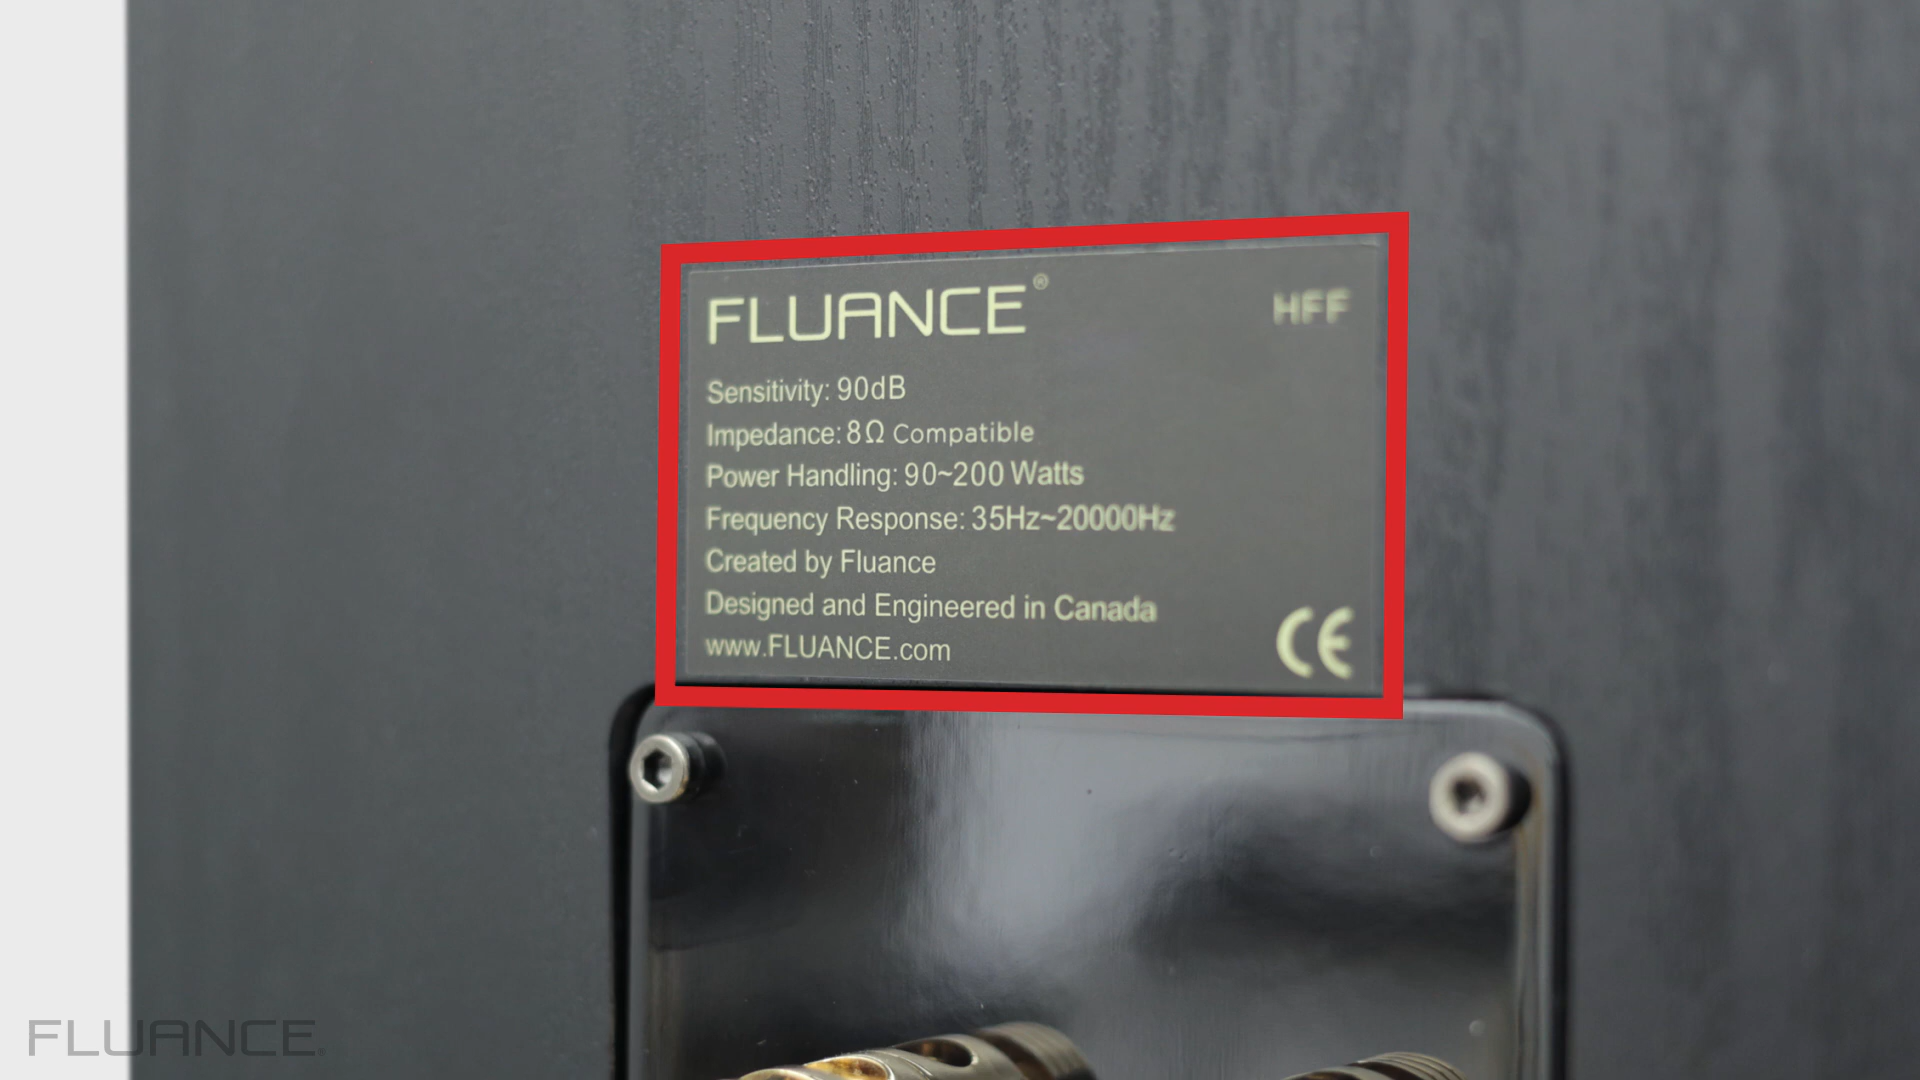 FLUANCE®
HFF
Sensitivity: 90dB
Impedance: 8Ω Compatible
Power Handling: 90~200 Watts
Frequency Response: 35Hz~20000Hz
Created by Fluance
Designed and Engineered in Canada
www.FLUANCE.com
CE
FLUANCE®